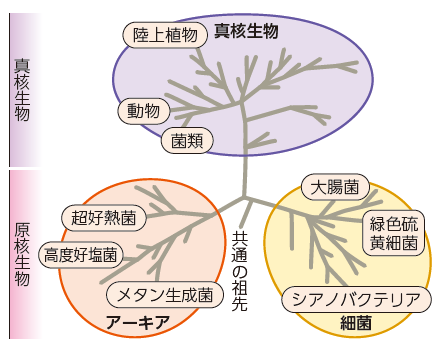 真核生物
陸上植物
真核生物
動物
菌類
原核生物
超好熱菌
高度好塩菌
メタン生成菌
アーキア
共通の祖先
大腸菌
緑色硫
黄細菌
シアノバクテリア
細菌